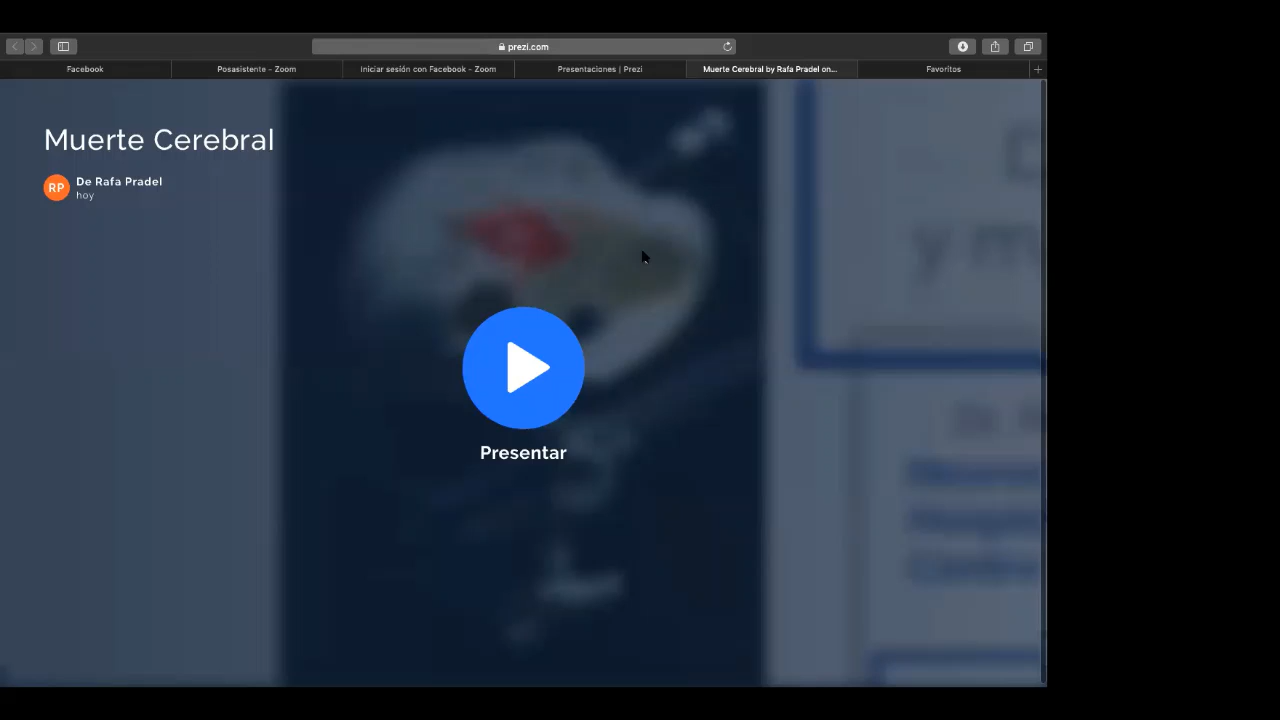 prezi.com
Facebook
Posasistente – Zoom
Iniciar sesión con Facebook - Zoom
Presentaciones | Prezi
Muerte Cerebral by Rafa Pradel on...
Favoritos
Muerte Cerebral
RP
De Rafa Pradel
hoy
Presentar